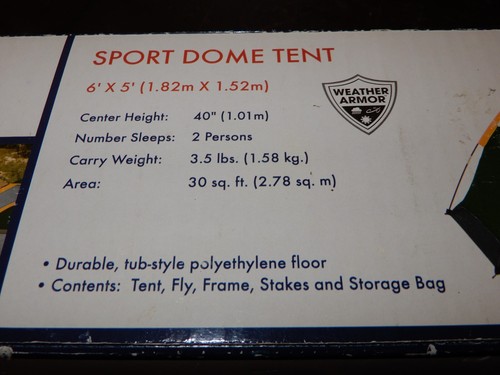 SPORT DOME TENT
6' X 5' (1.82m X 1.52m)
WEATHER
ARMOR
Center Height: 40" (1.01m)
Number Sleeps: 2 Persons
Carry Weight: 3.5 lbs. (1.58 kg.)
Area: 30 sq. ft. (2.78 sq. m)
• Durable, tub-style polyethylene floor
• Contents: Tent, Fly, Frame, Stakes and Storage Bag